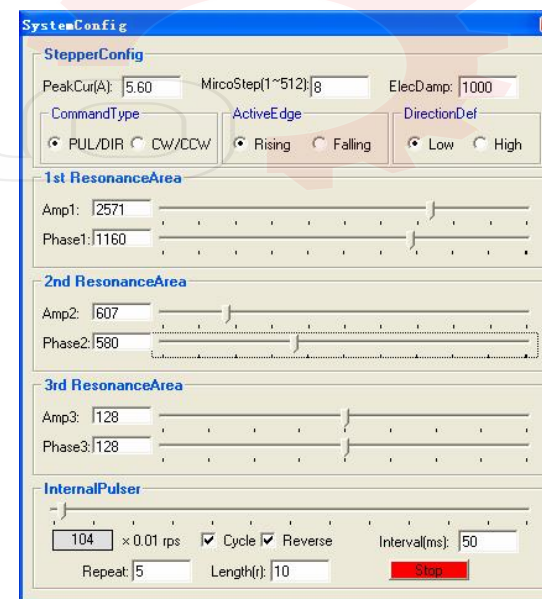 SystemConfig
StepperConfig
PeakCur(A): 5.60 MircoStep(1~512): 8 ElecDamp: 1000
CommandType ActiveEdge DirectionDef
PUL/DIR CW/CCW Rising Falling Low High
1st ResonanceArea
Amp1: 2571
Phase1: 1160
2nd ResonanceArea
Amp2: 607
Phase2: 580
3rd ResonanceArea
Amp3: 128
Phase3: 128
InternalPulser
104 × 0.01 rps Cycle Reverse Interval(ms): 50
Repeat: 5 Length(r): 10 Stop